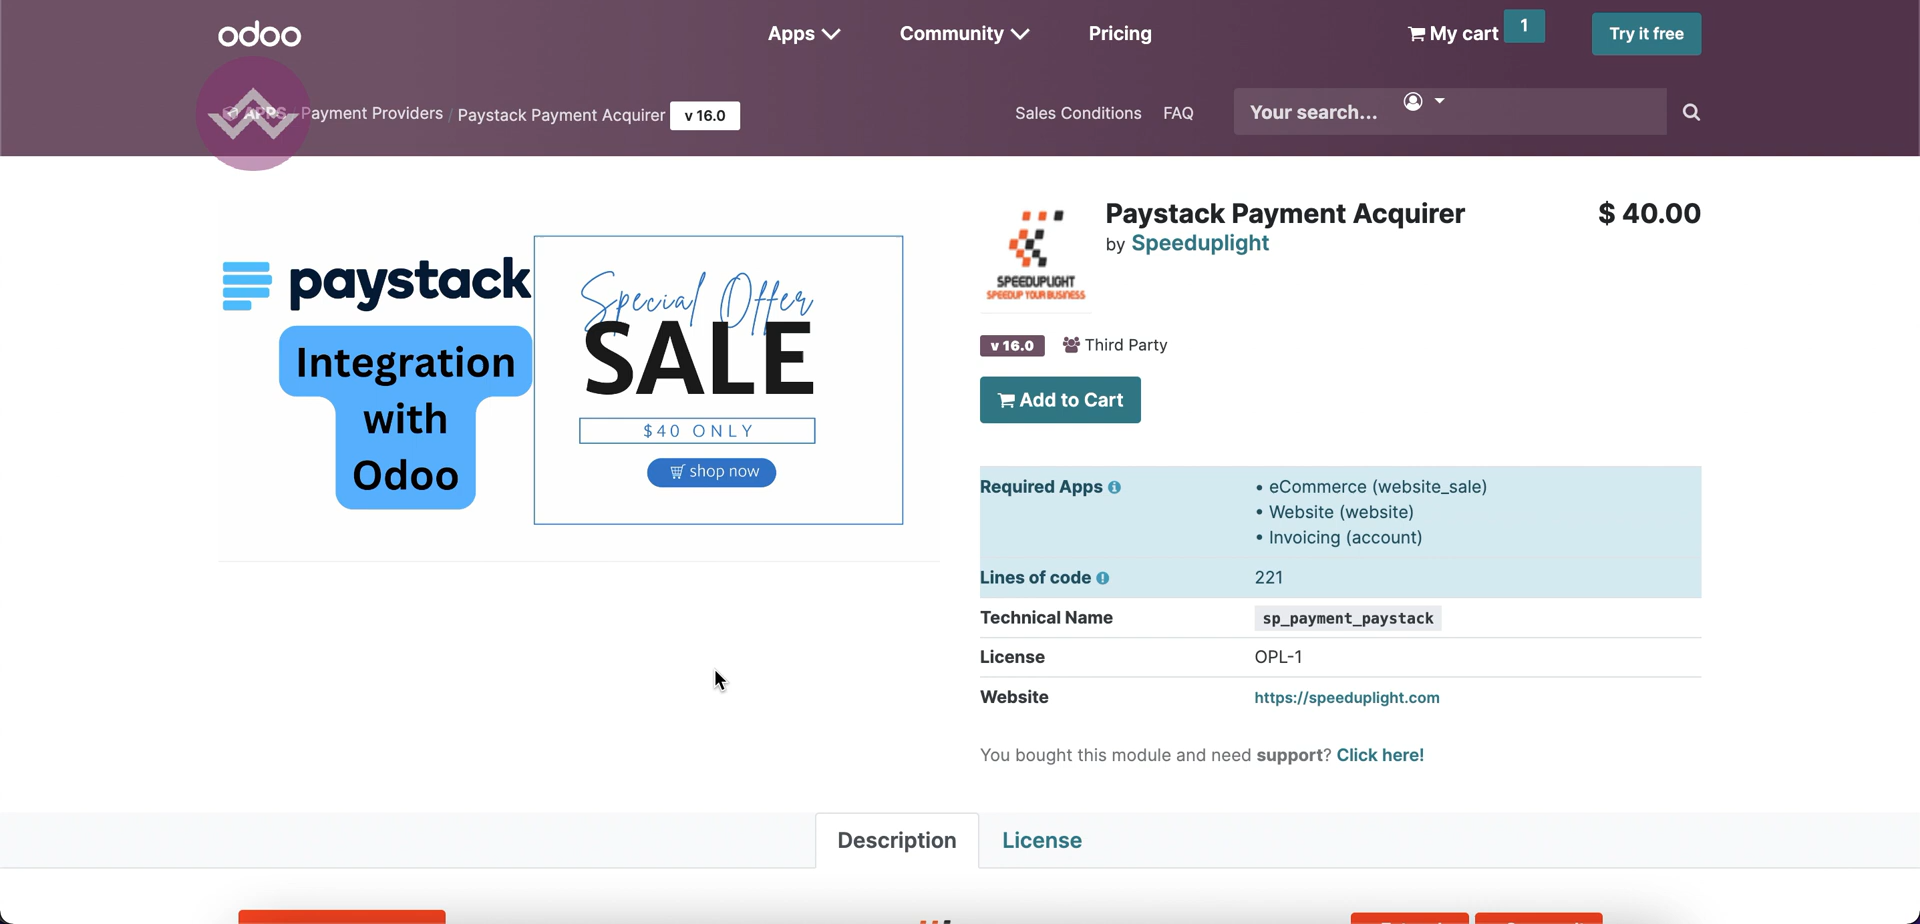 odoo
Apps
Community
Pricing
My cart 1
Try it free
APPS / Payment Providers / Paystack Payment Acquirer v 16.0
Sales Conditions
FAQ
Your search...
paystack
Integration
with
Odoo
Special Offer
SALE
$40 ONLY
shop now
SPEEDUPLIGHT
SPEEDUP YOUR BUSINESS
Paystack Payment Acquirer
$ 40.00
by Speeduplight
v 16.0 Third Party
Add to Cart
Required Apps
• eCommerce (website_sale)
• Website (website)
• Invoicing (account)
Lines of code 221
Technical Name sp_payment_paystack
License OPL-1
Website https://speeduplight.com
You bought this module and need support? Click here!
Description
License